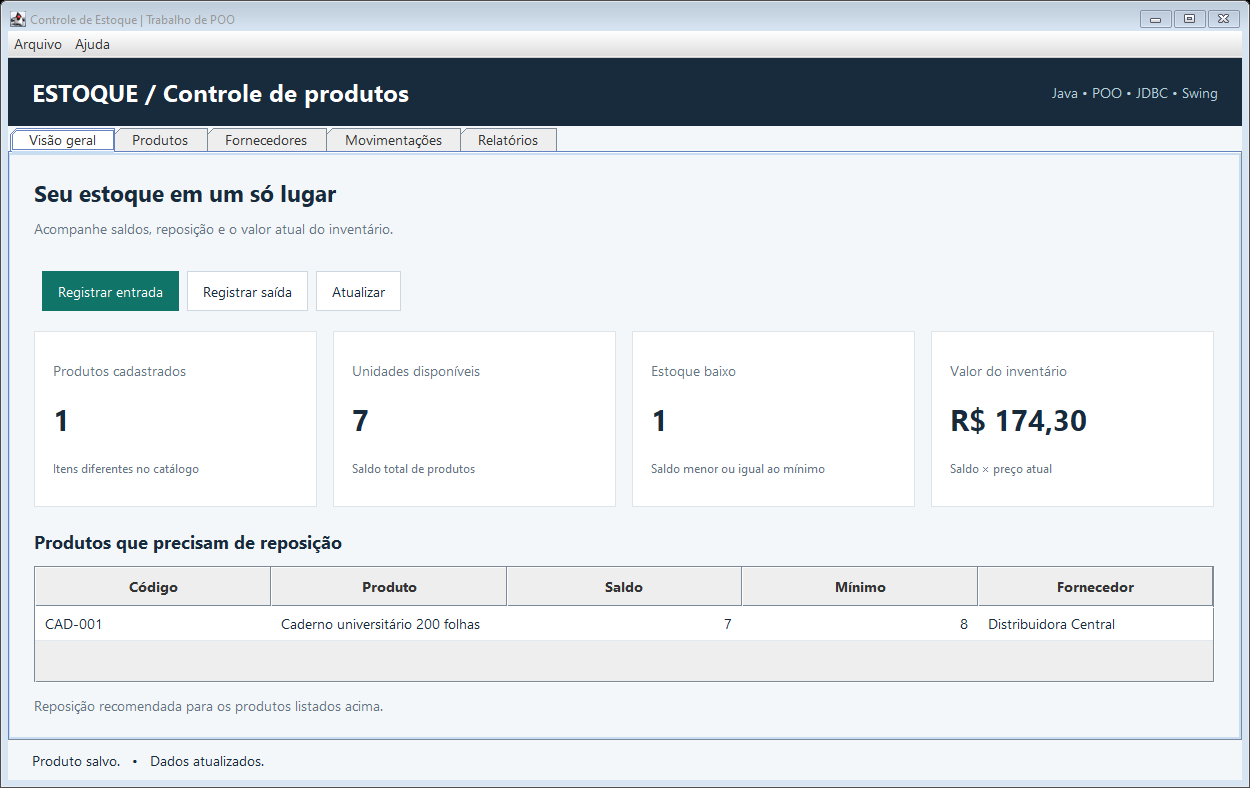 Controle de Estoque | Trabalho de POO
Arquivo Ajuda
ESTOQUE / Controle de produtos
Java • POO • JDBC • Swing
Visão geral Produtos Fornecedores Movimentações Relatórios
Seu estoque em um só lugar
Acompanhe saldos, reposição e o valor atual do inventário.
Registrar entrada Registrar saída Atualizar
Produtos cadastrados
1
Itens diferentes no catálogo
Unidades disponíveis
7
Saldo total de produtos
Estoque baixo
1
Saldo menor ou igual ao mínimo
Valor do inventário
R$ 174,30
Saldo × preço atual
Produtos que precisam de reposição
Código Produto Saldo Mínimo Fornecedor
CAD-001 Caderno universitário 200 folhas 7 8 Distribuidora Central
Reposição recomendada para os produtos listados acima.
Produto salvo. • Dados atualizados.